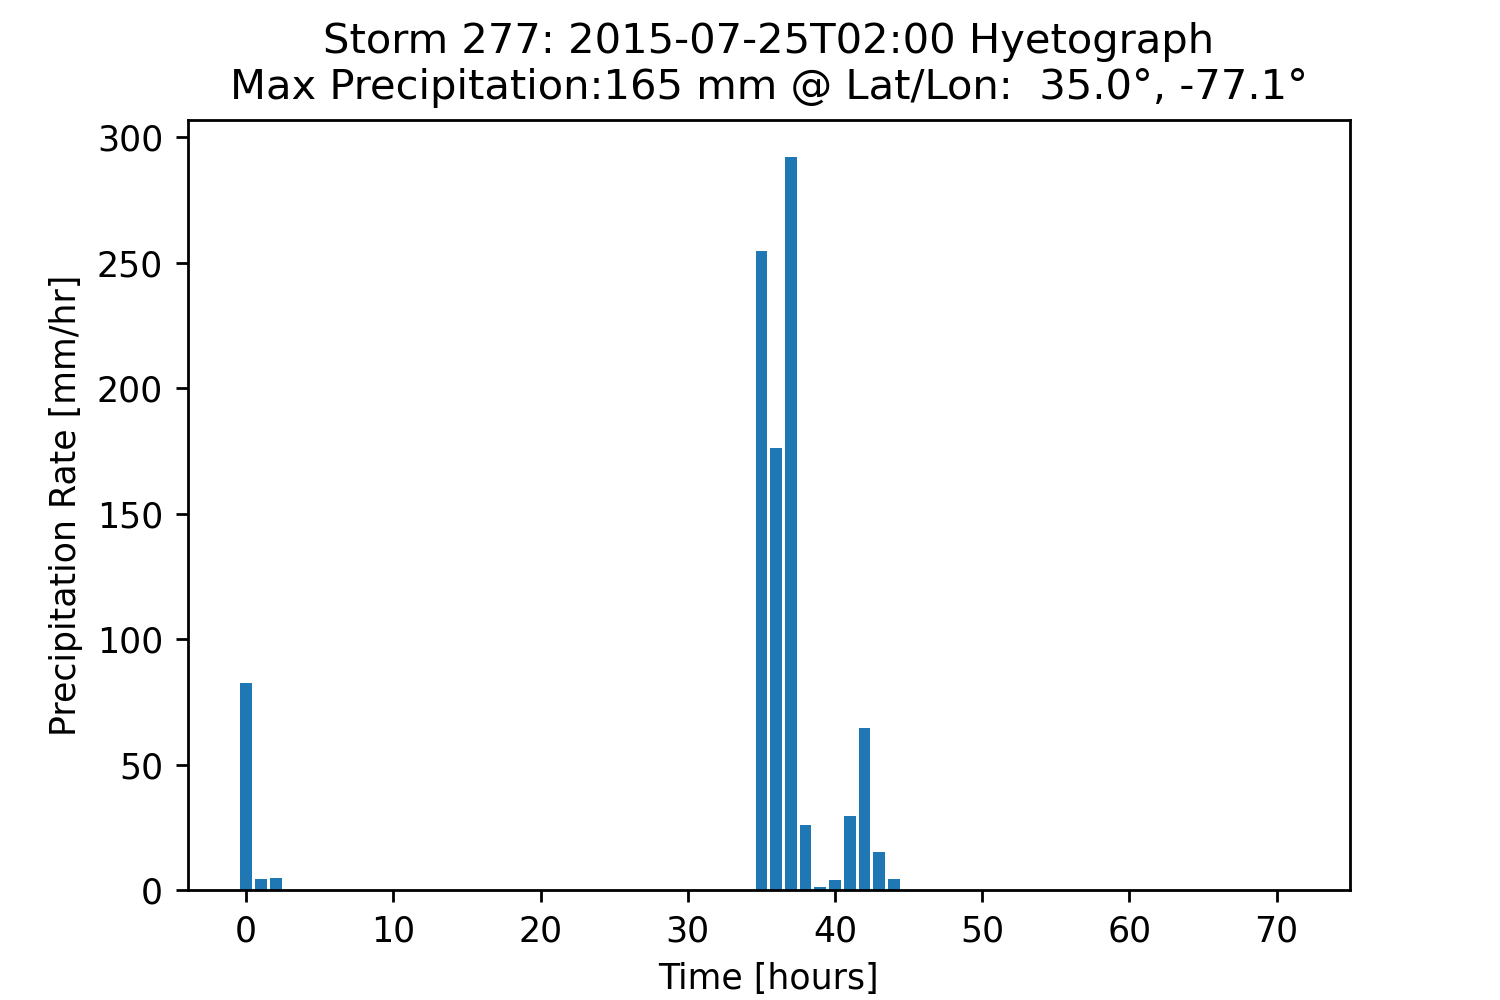 Storm 277: 2015-07-25T02:00 Hyetograph
Max Precipitation:165 mm @ Lat/Lon:  35.0°, -77.1°
Precipitation Rate [mm/hr]
300
250
200
150
100
50
0
0 10 20 30 40 50 60 70
Time [hours]